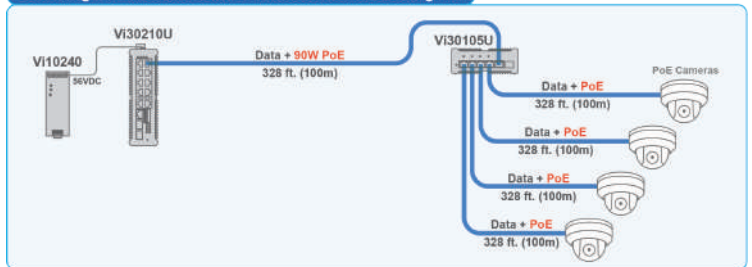 Vi10240
56VDC
Vi30210U
Data + 90W PoE
328 ft. (100m)
Vi30105U
PoE Cameras
Data + PoE
328 ft. (100m)
Data + PoE
328 ft. (100m)
Data + PoE
328 ft. (100m)
Data + PoE
328 ft. (100m)